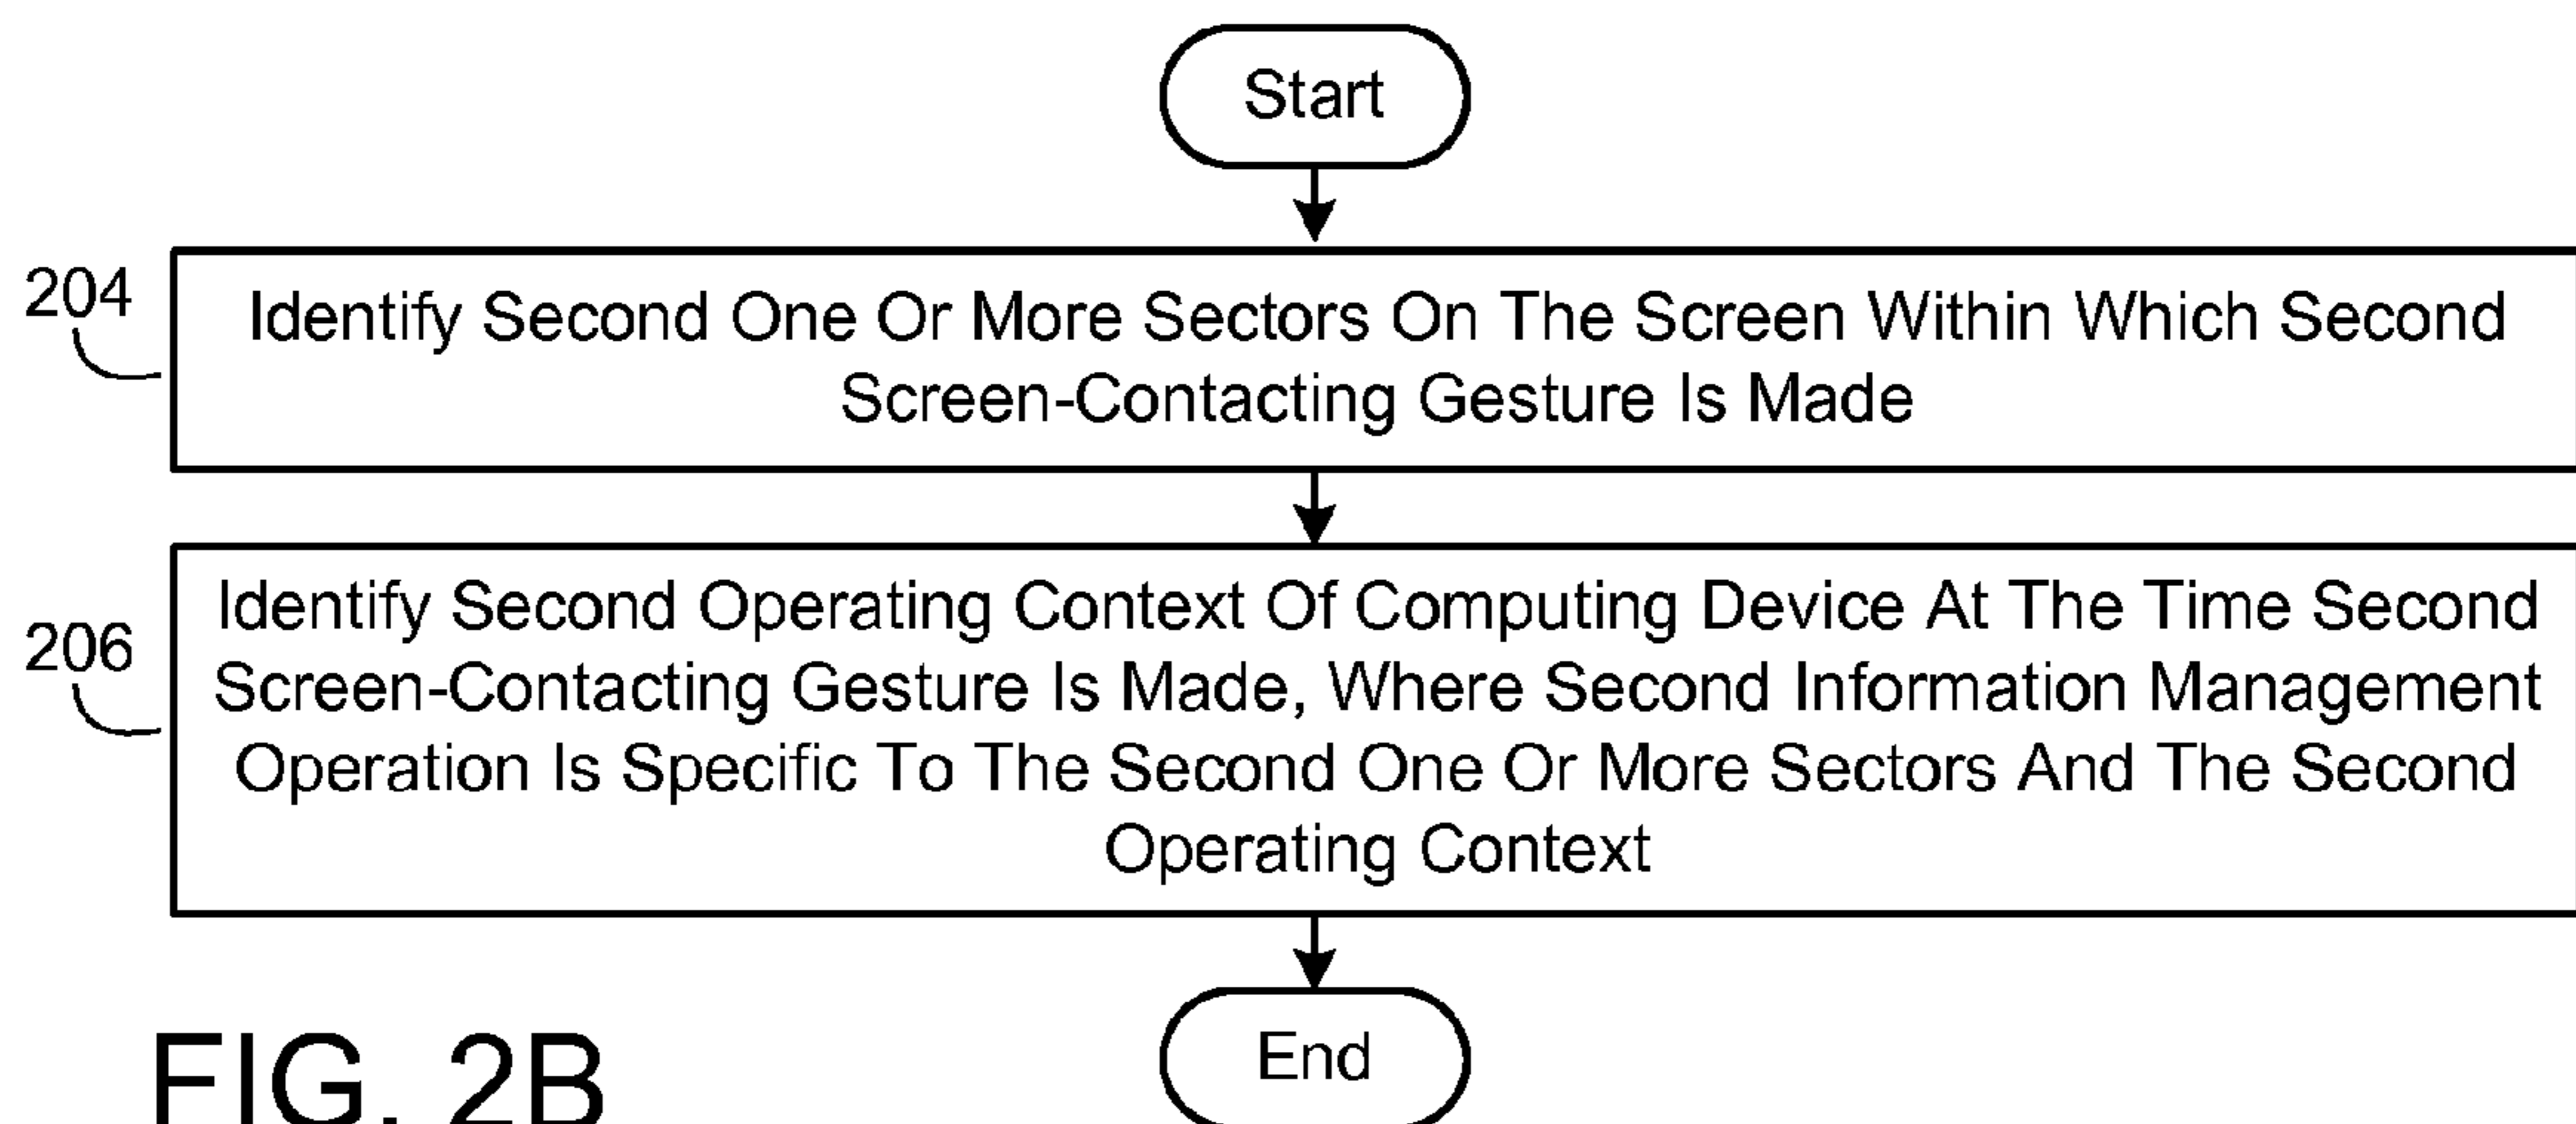 Start
204
Identify Second One Or More Sectors On The Screen Within Which Second
Screen-Contacting Gesture Is Made
206
Identify Second Operating Context Of Computing Device At The Time Second
Screen-Contacting Gesture Is Made, Where Second Information Management
Operation Is Specific To The Second One Or More Sectors And The Second
Operating Context
End
FIG. 2B